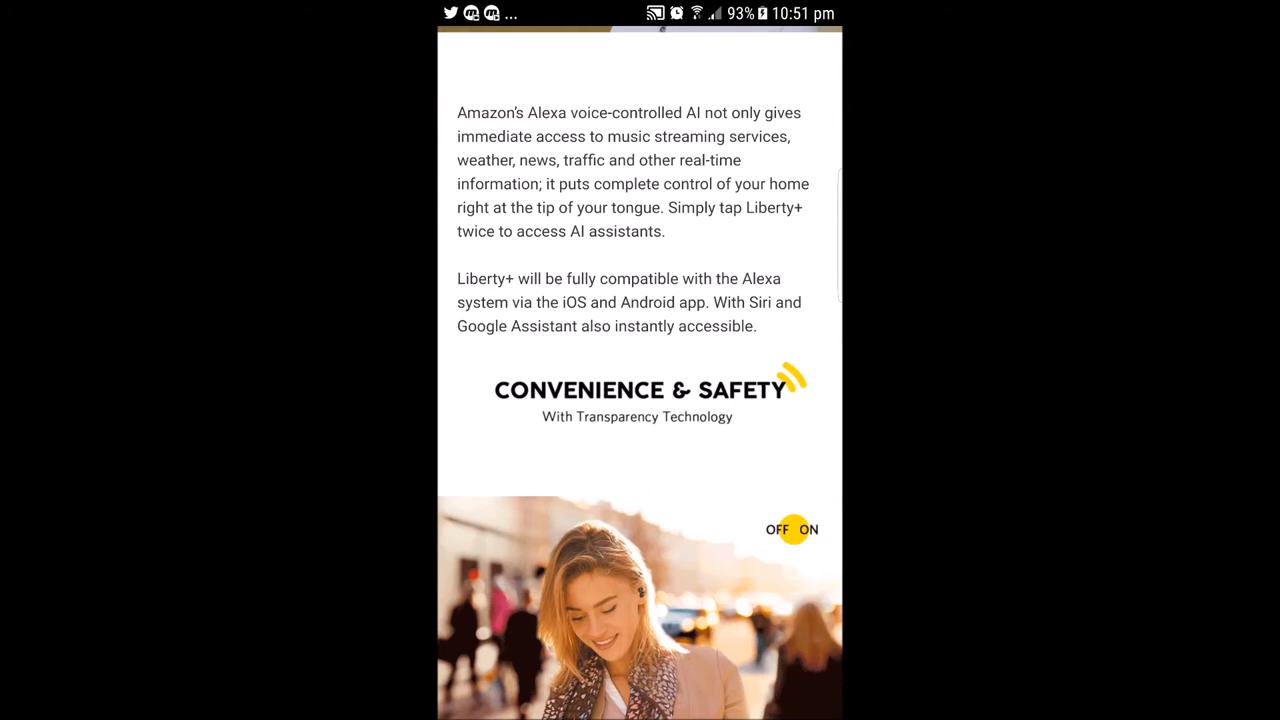 ... 93% 10:51 pm
Amazon's Alexa voice-controlled AI not only gives
immediate access to music streaming services,
weather, news, traffic and other real-time
information; it puts complete control of your home
right at the tip of your tongue. Simply tap Liberty+
twice to access AI assistants.
Liberty+ will be fully compatible with the Alexa
system via the iOS and Android app. With Siri and
Google Assistant also instantly accessible.
CONVENIENCE & SAFETY
With Transparency Technology
OFF ON